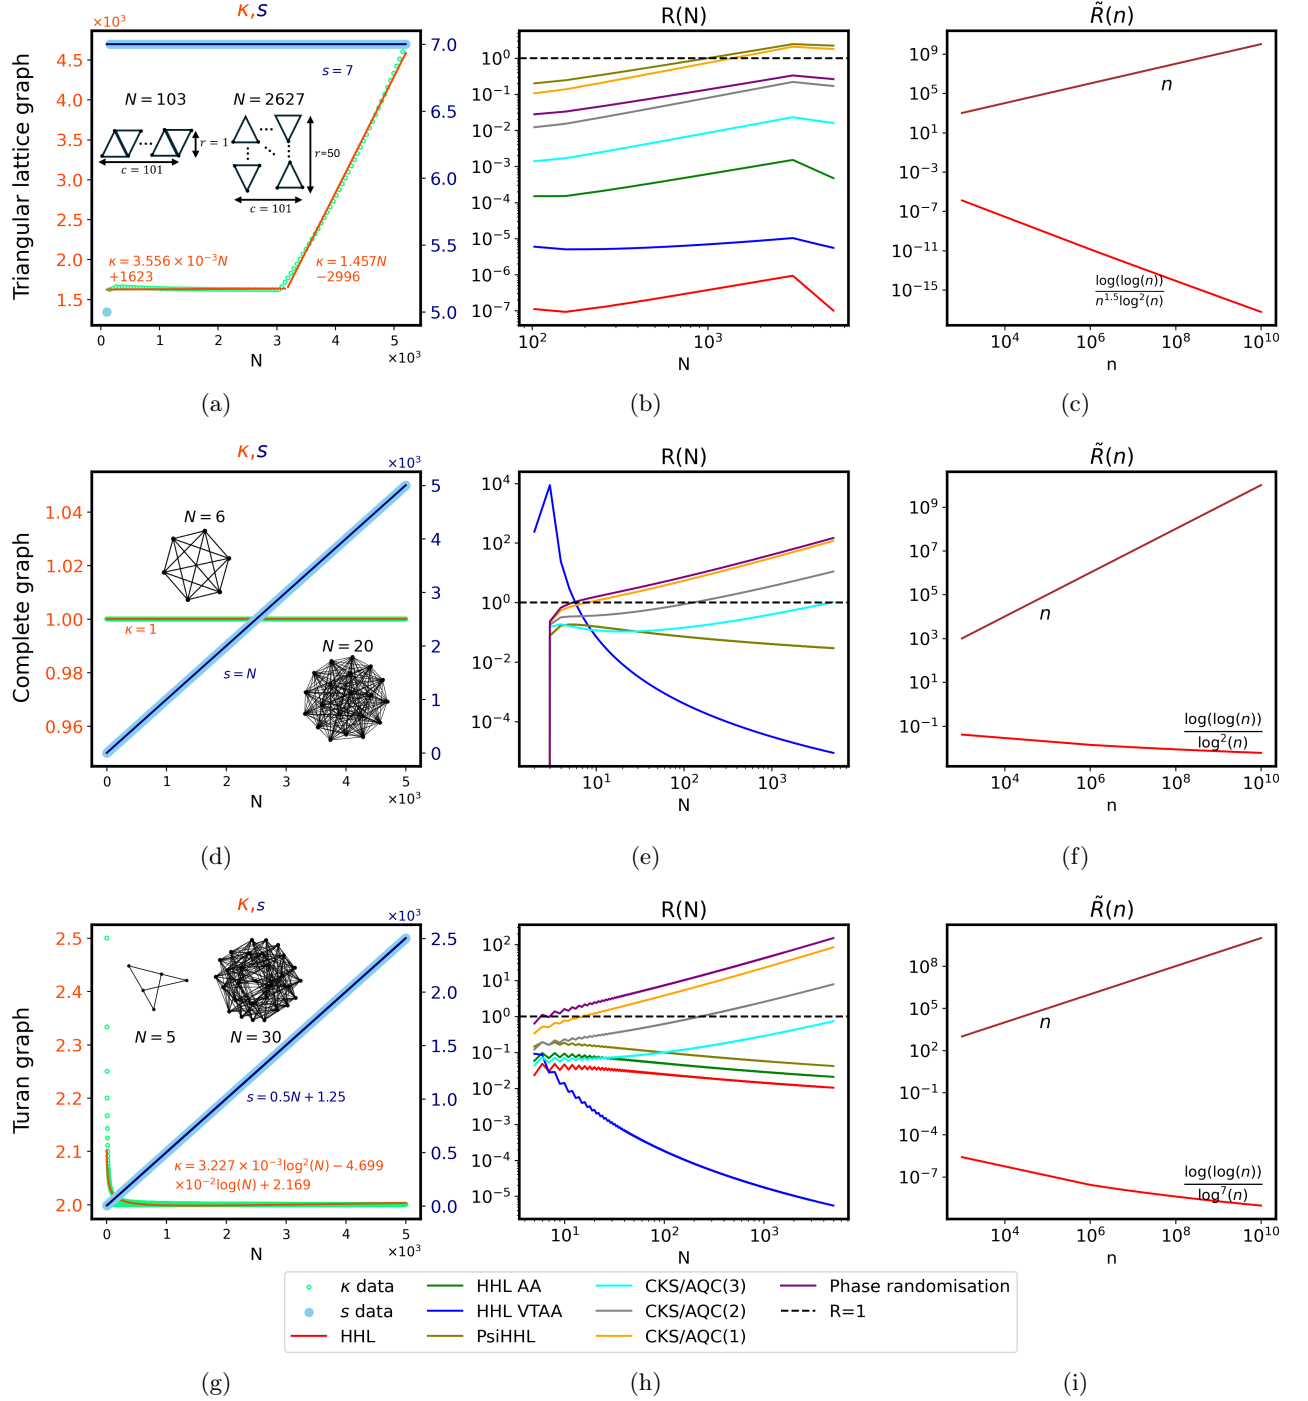 κ,s
R(N)
R̃(n)
×10³
Triangular lattice graph
4.5
4.0
3.5
3.0
2.5
2.0
1.5
7.0
6.5
6.0
5.5
5.0
s = 7
N = 103
N = 2627
r = 1
c = 101
r=50
c = 101
κ = 3.556 × 10⁻³N
+1623
κ = 1.457N
−2996
0 1 2 3 4 5
N
×10³
10⁰
10⁻¹
10⁻²
10⁻³
10⁻⁴
10⁻⁵
10⁻⁶
10⁻⁷
10² 10³
N
10⁹
10⁵
10¹
10⁻³
10⁻⁷
10⁻¹¹
10⁻¹⁵
n
log(log(n))
n¹·⁵log²(n)
10⁴ 10⁶ 10⁸ 10¹⁰
n
(a) (b) (c)
κ,s
R(N)
R̃(n)
×10³
Complete graph
1.04
1.02
1.00
0.98
0.96
5
4
3
2
1
0
N = 6
κ = 1
s = N
N = 20
0 1 2 3 4 5
N
×10³
10⁴
10²
10⁰
10⁻²
10⁻⁴
10¹ 10² 10³
N
10⁹
10⁷
10⁵
10³
10⁻¹
n
log(log(n))
log²(n)
10⁴ 10⁶ 10⁸ 10¹⁰
n
(d) (e) (f)
κ,s
R(N)
R̃(n)
×10³
Turan graph
2.5
2.4
2.3
2.2
2.1
2.0
2.5
2.0
1.5
1.0
0.5
0.0
N = 5
N = 30
s = 0.5N + 1.25
κ = 3.227 × 10⁻³log²(N) − 4.699
×10⁻²log(N) + 2.169
0 1 2 3 4 5
N
×10³
10²
10¹
10⁰
10⁻¹
10⁻²
10⁻³
10⁻⁴
10⁻⁵
10¹ 10² 10³
N
10⁸
10⁵
10²
10⁻¹
10⁻⁴
10⁻⁷
n
log(log(n))
log⁷(n)
10⁴ 10⁶ 10⁸ 10¹⁰
n
κ data
s data
HHL
HHL AA
HHL VTAA
PsiHHL
CKS/AQC(3)
CKS/AQC(2)
CKS/AQC(1)
Phase randomisation
R=1
(g) (h) (i)